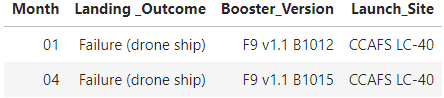 Month Landing _Outcome Booster_Version Launch_Site
01 Failure (drone ship) F9 v1.1 B1012 CCAFS LC-40
04 Failure (drone ship) F9 v1.1 B1015 CCAFS LC-40